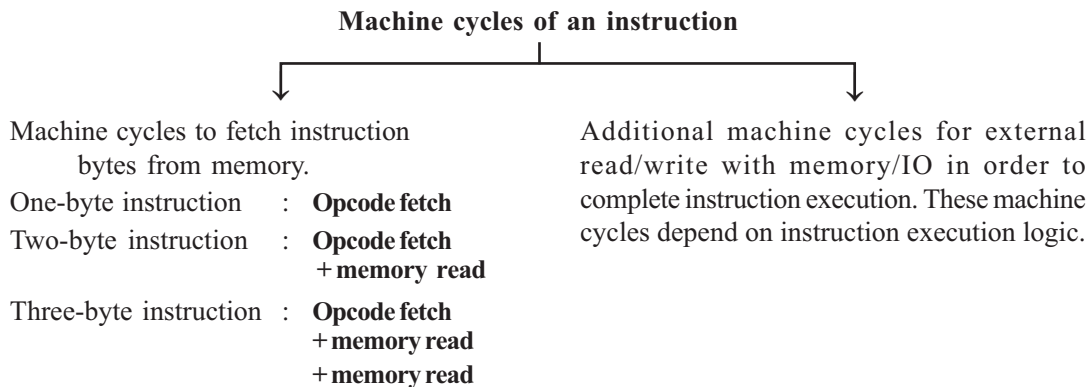 Machine cycles of an instruction
Machine cycles to fetch instruction
bytes from memory.
One-byte instruction : Opcode fetch
Two-byte instruction : Opcode fetch
+ memory read
Three-byte instruction : Opcode fetch
+ memory read
+ memory read
Additional machine cycles for external
read/write with memory/IO in order to
complete instruction execution. These machine
cycles depend on instruction execution logic.